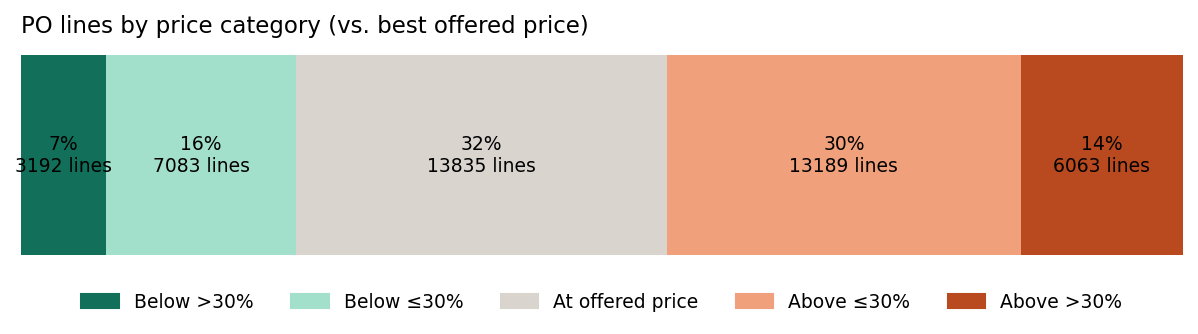 PO lines by price category (vs. best offered price)
7%
3192 lines
16%
7083 lines
32%
13835 lines
30%
13189 lines
14%
6063 lines
Below >30%
Below ≤30%
At offered price
Above ≤30%
Above >30%